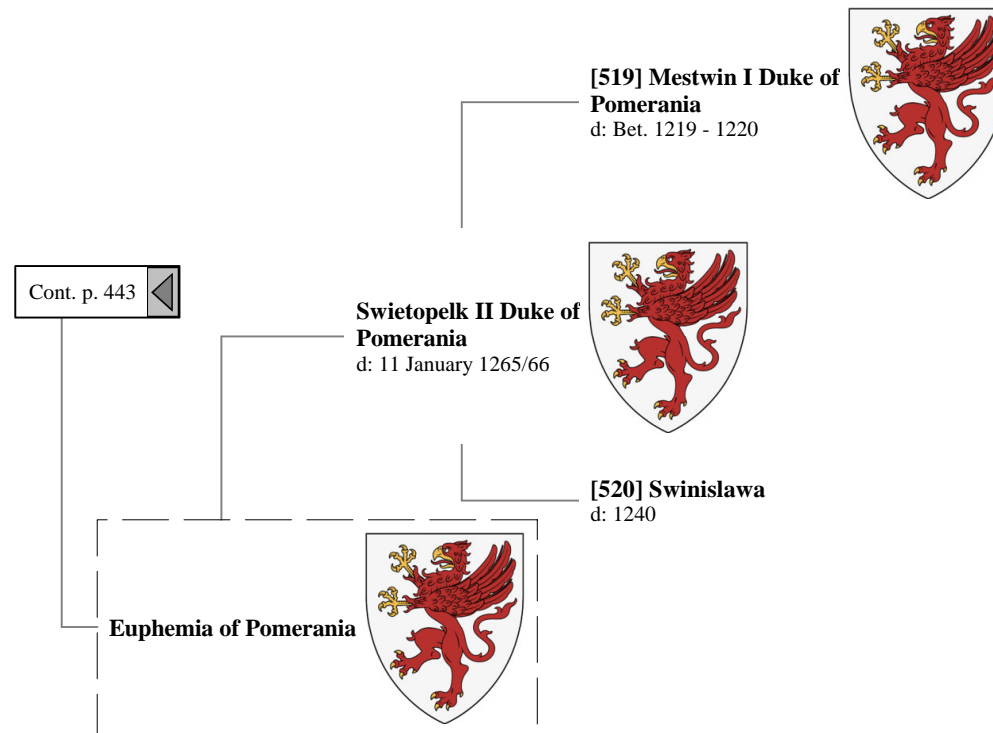 [519] Mestwin I Duke of
Pomerania
d: Bet. 1219 - 1220
Cont. p. 443
Swietopelk II Duke of
Pomerania
d: 11 January 1265/66
[520] Swinislawa
d: 1240
Euphemia of Pomerania